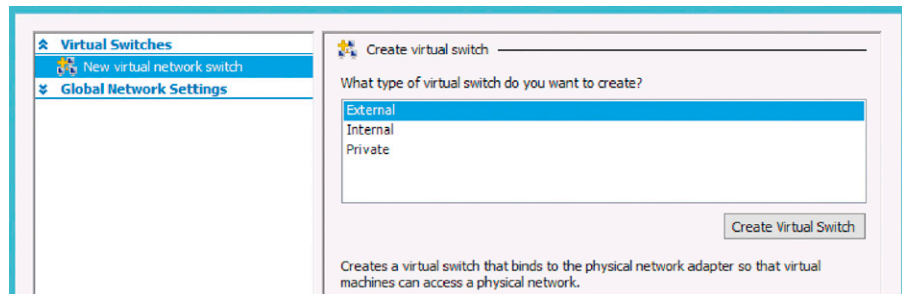 Virtual Switches
New virtual network switch
Global Network Settings
Create virtual switch
What type of virtual switch do you want to create?
External
Internal
Private
Create Virtual Switch
Creates a virtual switch that binds to the physical network adapter so that virtual
machines can access a physical network.